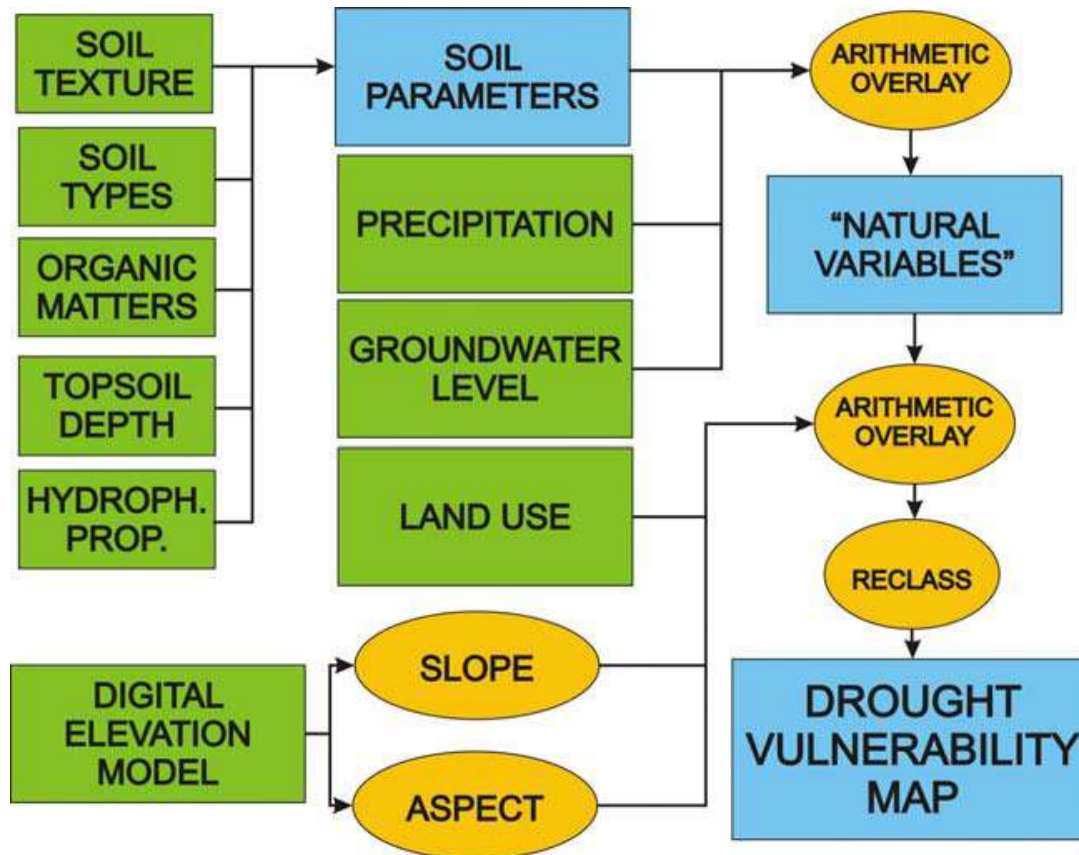 SOIL
TEXTURE
SOIL
TYPES
ORGANIC
MATTERS
TOPSOIL
DEPTH
HYDROPH.
PROP.
SOIL
PARAMETERS
PRECIPITATION
GROUNDWATER
LEVEL
LAND USE
DIGITAL
ELEVATION
MODEL
SLOPE
ASPECT
ARITHMETIC
OVERLAY
“NATURAL
VARIABLES”
ARITHMETIC
OVERLAY
RECLASS
DROUGHT
VULNERABILITY
MAP